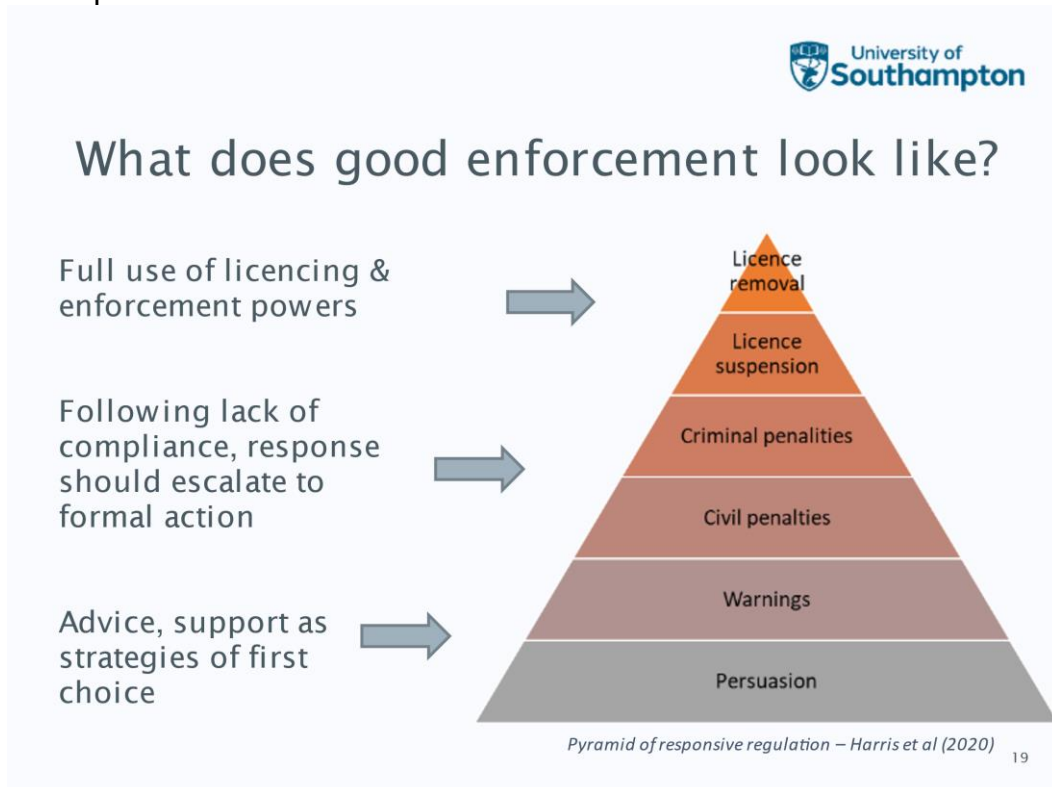 University of
Southampton
What does good enforcement look like?
Full use of licencing &
enforcement powers
Following lack of
compliance, response
should escalate to
formal action
Advice, support as
strategies of first
choice
Licence
removal
Licence
suspension
Criminal penalities
Civil penalties
Warnings
Persuasion
Pyramid of responsive regulation – Harris et al (2020)
19